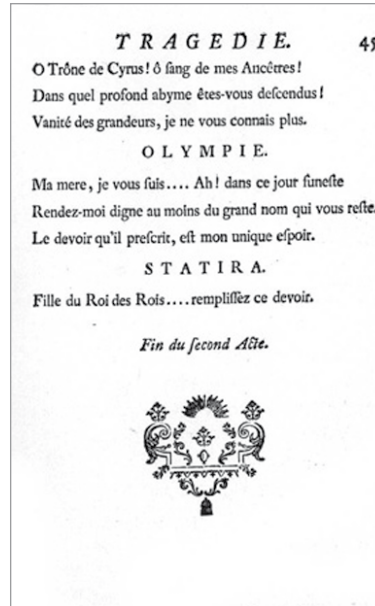 TRAGEDIE. 45
O Trône de Cyrus! ô ſang de mes Ancêtres!
Dans quel profond abyme êtes-vous deſcendus!
Vanité des grandeurs, je ne vous connais plus.
OLYMPIE.
Ma mere, je vous ſuis.... Ah! dans ce jour funeſte
Rendez-moi digne au moins du grand nom qui vous reſte.
Le devoir qu'il preſcrit, eſt mon unique eſpoir.
STATIRA.
Fille du Roi des Rois....rempliſſez ce devoir.
Fin du ſecond Acte.